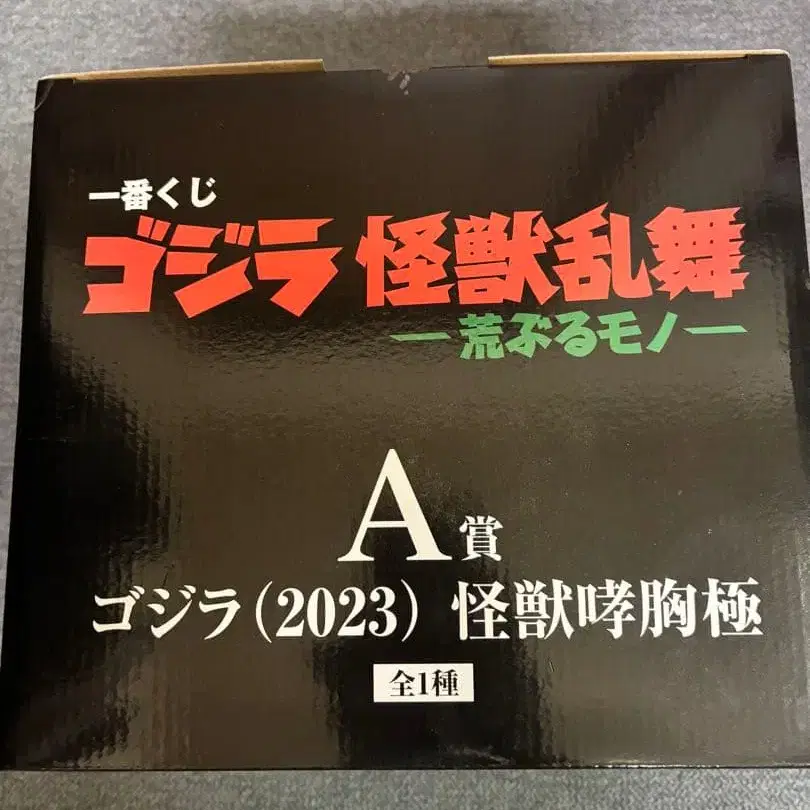 一番くじ
ゴジラ 怪獣乱舞
—荒ぶるモノ—
A賞
ゴジラ(2023) 怪獣哮胸極
全1種